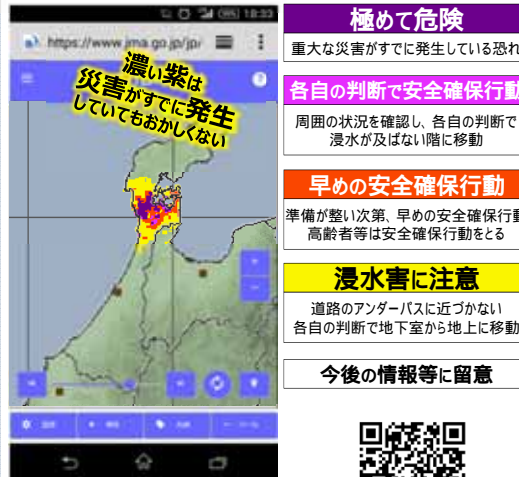 18:33
https://www.jma.go.jp/jp/
濃い紫は
災害がすでに発生
していてもおかしくない
極めて危険
重大な災害がすでに発生している恐れ
各自の判断で安全確保行動
周囲の状況を確認し、各自の判断で
浸水が及ばない階に移動
早めの安全確保行動
準備が整い次第、早めの安全確保行動
高齢者等は安全確保行動をとる
浸水害に注意
道路のアンダーパスに近づかない
各自の判断で地下室から地上に移動
今後の情報等に留意